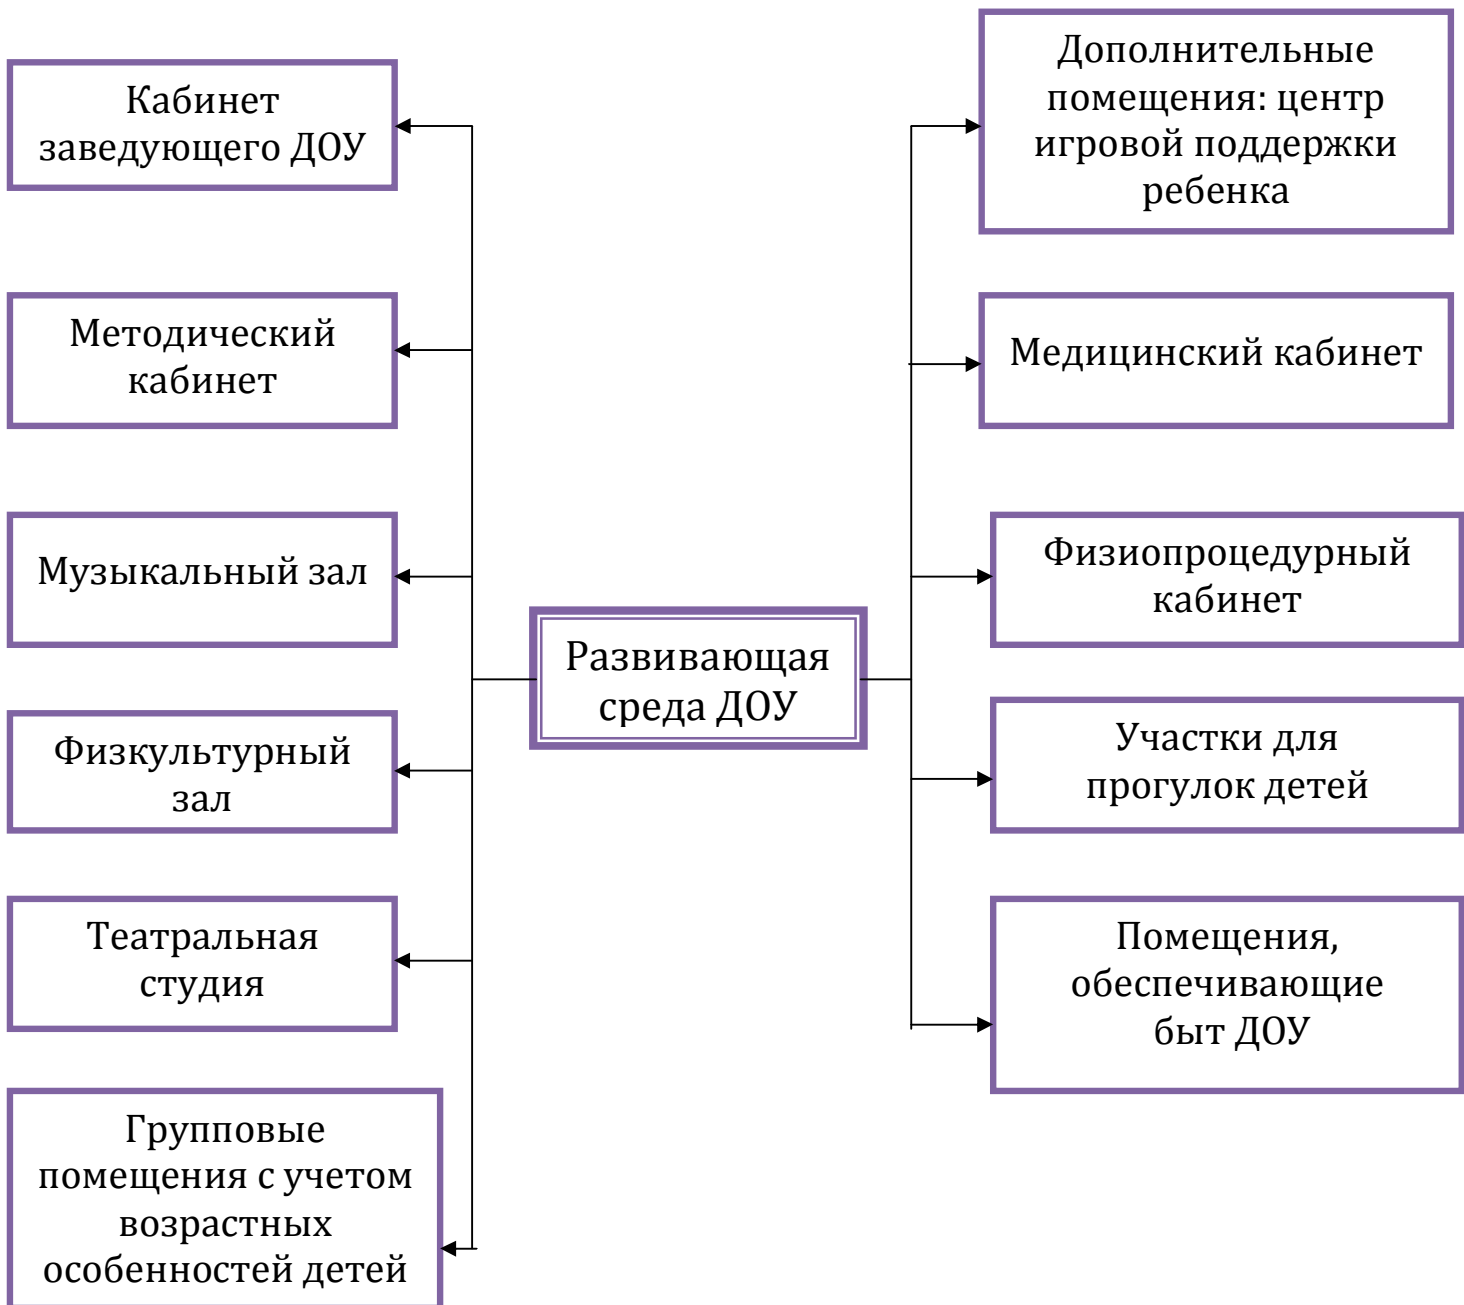 Кабинет
заведующего ДОУ
Методический
кабинет
Музыкальный зал
Физкультурный
зал
Театральная
студия
Групповые
помещения с учетом
возрастных
особенностей детей
Развивающая
среда ДОУ
Дополнительные
помещения: центр
игровой поддержки
ребенка
Медицинский кабинет
Физиопроцедурный
кабинет
Участки для
прогулок детей
Помещения,
обеспечивающие
быт ДОУ